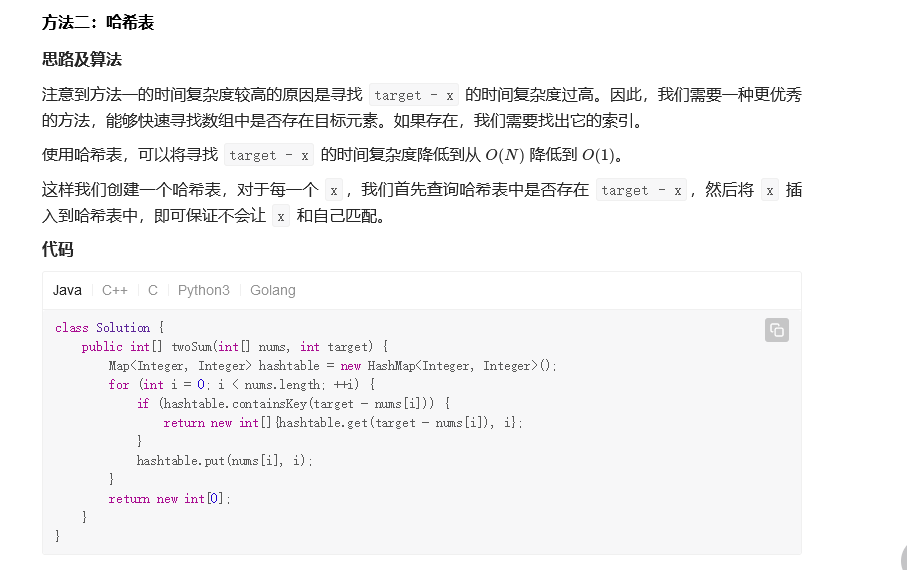 方法二：哈希表
思路及算法
注意到方法一的时间复杂度较高的原因是寻找 target - x 的时间复杂度过高。因此，我们需要一种更优秀
的方法，能够快速寻找数组中是否存在目标元素。如果存在，我们需要找出它的索引。
使用哈希表，可以将寻找 target - x 的时间复杂度降低到从 O(N) 降低到 O(1)。
这样我们创建一个哈希表，对于每一个 x，我们首先查询哈希表中是否存在 target - x，然后将 x 插
入到哈希表中，即可保证不会让 x 和自己匹配。
代码
Java C++ C Python3 Golang
class Solution {
    public int[] twoSum(int[] nums, int target) {
        Map<Integer, Integer> hashtable = new HashMap<Integer, Integer>();
        for (int i = 0; i < nums.length; ++i) {
            if (hashtable.containsKey(target - nums[i])) {
                return new int[]{hashtable.get(target - nums[i]), i};
            }
            hashtable.put(nums[i], i);
        }
        return new int[0];
    }
}